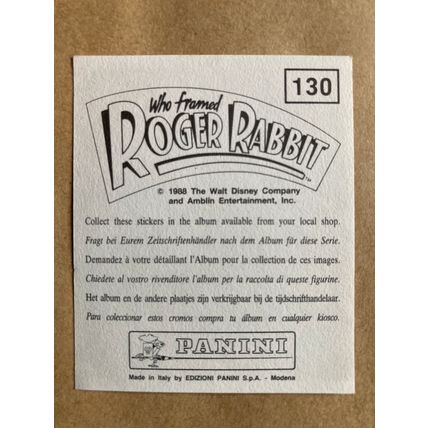 130
Who Framed
ROGER RABBIT
™
© 1988 The Walt Disney Company
and Amblin Entertainment, Inc.
Collect these stickers in the album available from your local shop.
Fragt bei Eurem Zeitschriftenhändler nach dem Album für diese Serie.
Demandez à votre détaillant l'Album pour la collection de ces images.
Chiedete al vostro rivenditore l'album per la raccolta di queste figurine.
Het album en de andere plaatjes zijn verkrijgbaar bij de tijdschrifthandelaar.
Para coleccionar estos cromos compra tu álbum en cualquier kiosco.
PANINI
Made in Italy by EDIZIONI PANINI S.p.A. - Modena